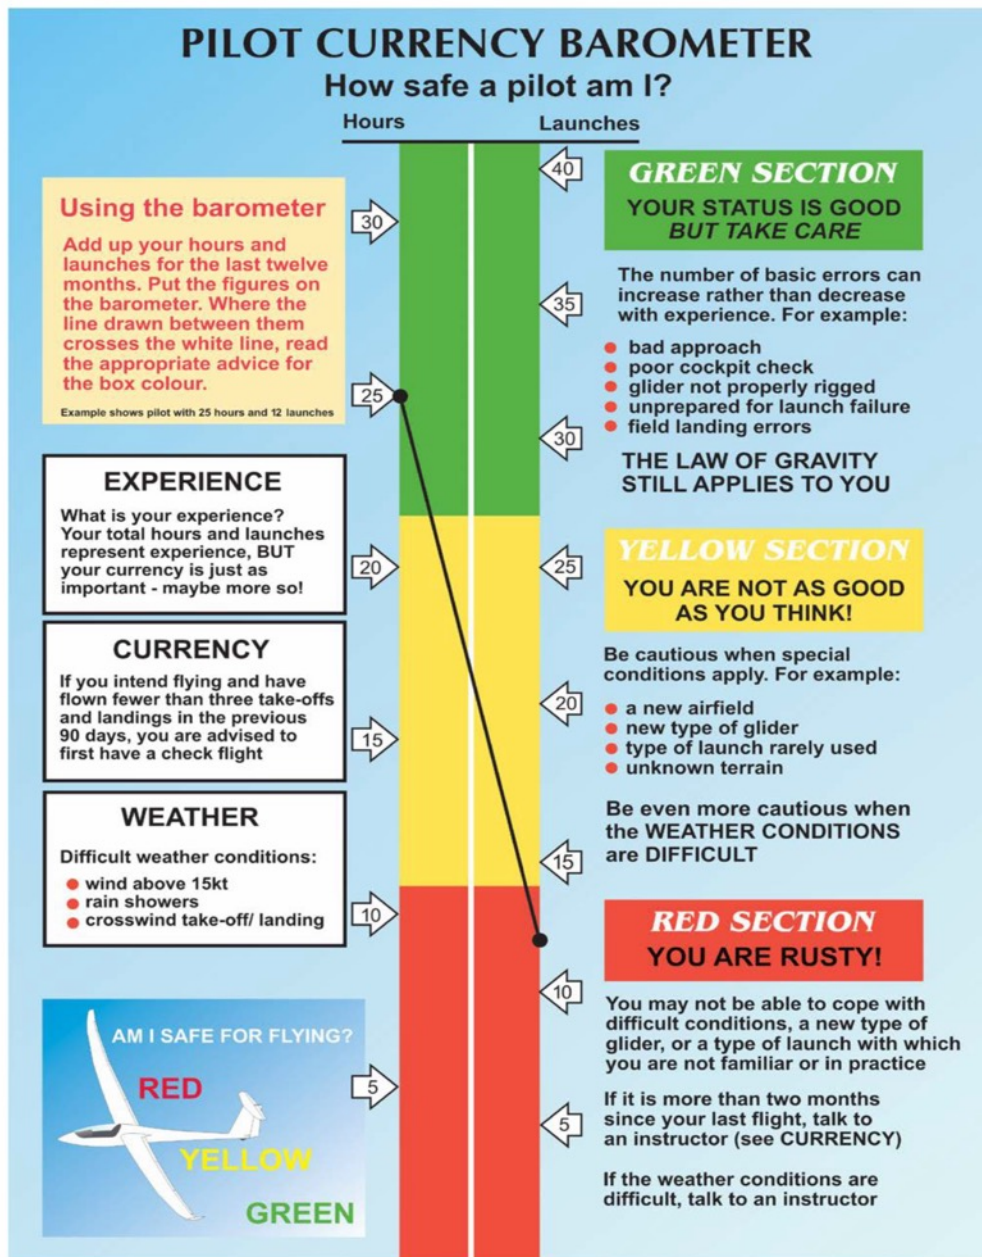 PILOT CURRENCY BAROMETER
How safe a pilot am I?
Hours
Launches
Using the barometer
Add up your hours and
launches for the last twelve
months. Put the figures on
the barometer. Where the
line drawn between them
crosses the white line, read
the appropriate advice for
the box colour.
Example shows pilot with 25 hours and 12 launches
EXPERIENCE
What is your experience?
Your total hours and launches
represent experience, BUT
your currency is just as
important - maybe more so!
CURRENCY
If you intend flying and have
flown fewer than three take-offs
and landings in the previous
90 days, you are advised to
first have a check flight
WEATHER
Difficult weather conditions:
wind above 15kt
rain showers
crosswind take-off/ landing
AM I SAFE FOR FLYING?
RED
YELLOW
GREEN
30
25
20
15
10
5
40
35
30
25
20
15
10
5
GREEN SECTION
YOUR STATUS IS GOOD
BUT TAKE CARE
The number of basic errors can
increase rather than decrease
with experience. For example:
bad approach
poor cockpit check
glider not properly rigged
unprepared for launch failure
field landing errors
THE LAW OF GRAVITY
STILL APPLIES TO YOU
YELLOW SECTION
YOU ARE NOT AS GOOD
AS YOU THINK!
Be cautious when special
conditions apply. For example:
a new airfield
new type of glider
type of launch rarely used
unknown terrain
Be even more cautious when
the WEATHER CONDITIONS
are DIFFICULT
RED SECTION
YOU ARE RUSTY!
You may not be able to cope with
difficult conditions, a new type of
glider, or a type of launch with which
you are not familiar or in practice
If it is more than two months
since your last flight, talk to
an instructor (see CURRENCY)
If the weather conditions are
difficult, talk to an instructor